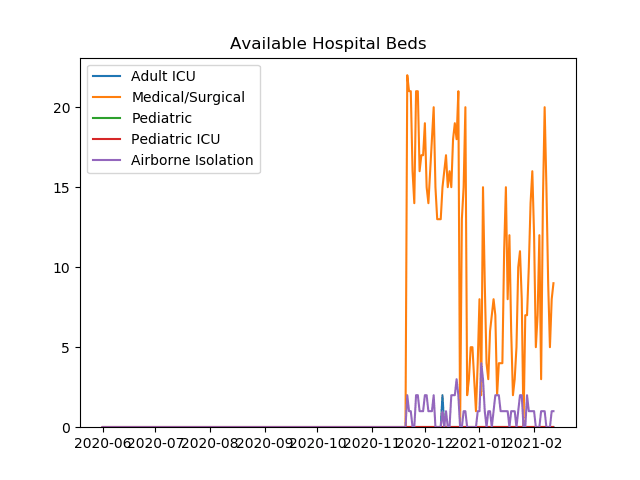 Available Hospital Beds
Adult ICU
Medical/Surgical
Pediatric
Pediatric ICU
Airborne Isolation
20
15
10
5
0
2020-06 2020-07 2020-08 2020-09 2020-10 2020-11 2020-12 2021-01 2021-02